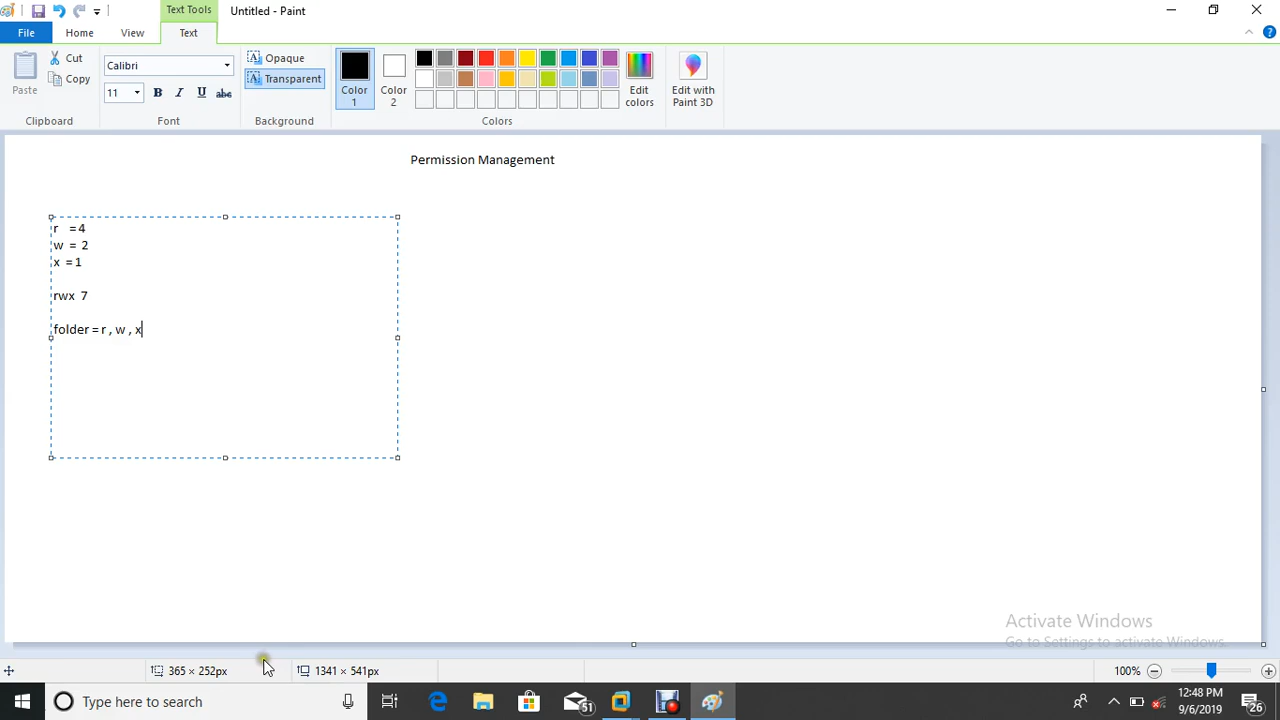 Text Tools
Untitled - Paint
File
Home
View
Text
Paste
Cut
Copy
Clipboard
Calibri
11
B I U abc
Font
Opaque
Transparent
Background
Color 1
Color 2
Edit colors
Colors
Edit with Paint 3D
Permission Management
r =4
w = 2
x =1
rwx 7
folder = r , w , x
Activate Windows
Go to Settings to activate Windows.
365 × 252px
1341 × 541px
100%
Type here to search
51
12:48 PM
9/6/2019
26